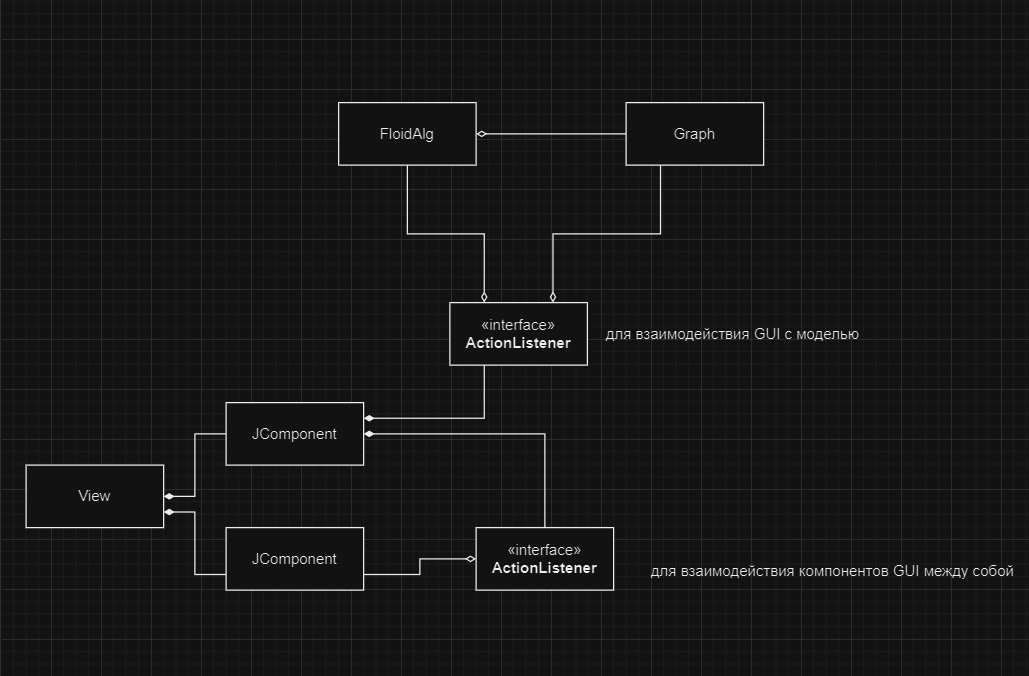 FloidAlg
Graph
«interface»
ActionListener
для взаимодействия GUI с моделью
JComponent
View
JComponent
«interface»
ActionListener
для взаимодействия компонентов GUI между собой